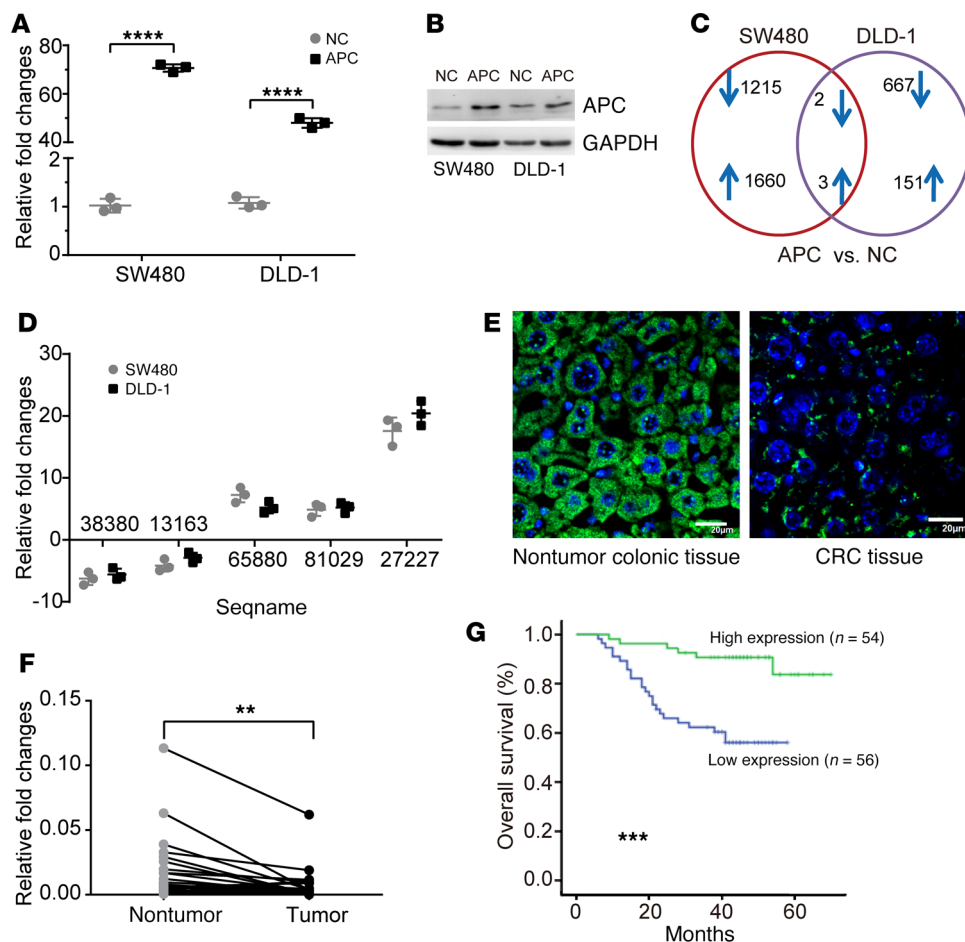 A
Relative fold changes
80
60
40
2
1
0
****
****
NC
APC
SW480
DLD-1
B
NC APC NC APC
APC
GAPDH
SW480 DLD-1
C
SW480
DLD-1
1215
2
667
1660
3
151
APC vs. NC
D
Relative fold changes
30
20
10
0
-10
SW480
DLD-1
38380
13163
65880
81029
27227
Seqname
E
20μm
20μm
Nontumor colonic tissue
CRC tissue
F
Relative fold changes
0.15
0.10
0.05
0.00
**
Nontumor
Tumor
G
Overall survival (%)
1.0
0.8
0.6
0.4
0.2
0.0
High expression (n = 54)
Low expression (n = 56)
***
0
20
40
60
Months